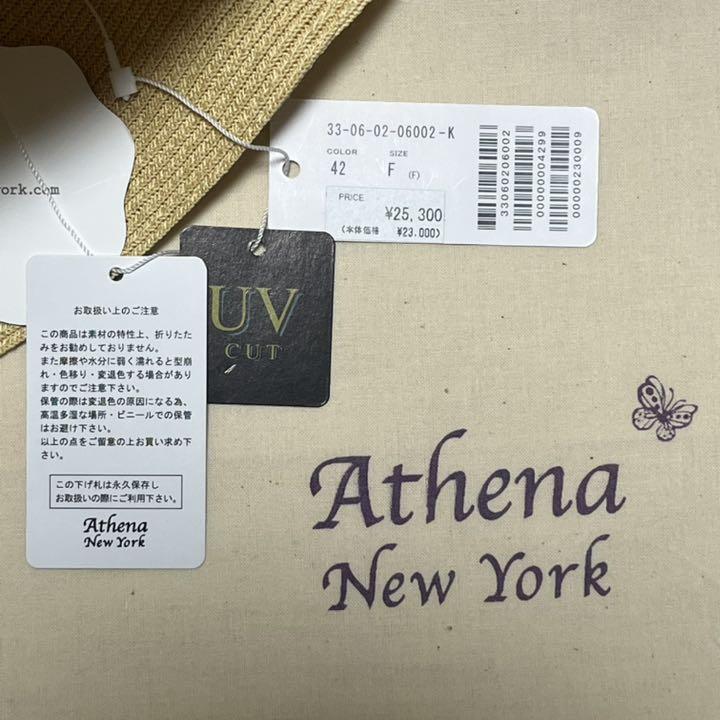 ork.com
33-06-02-06002-K
COLOR SIZE
42 F (F)
PRICE
¥25,300
(本体価格 ¥23,000)
33060206002
00000004299
00000230009
UV
CUT
お取扱い上のご注意
この商品は素材の特性上、折りたた
みをお勧めしておりません。
また摩擦や水分に弱く濡れると型崩
れ・色移り・変退色する場合があり
ますのでご注意下さい。
保管の際は変退色の原因になる為、
高温多湿な場所・ビニールでの保管
はお避け下さい。
以上の点をご留意の上お買い求め下
さい。
この下げ札は永久保存し
お取扱いの際にご利用下さい。
Athena
New York
Athena
New York